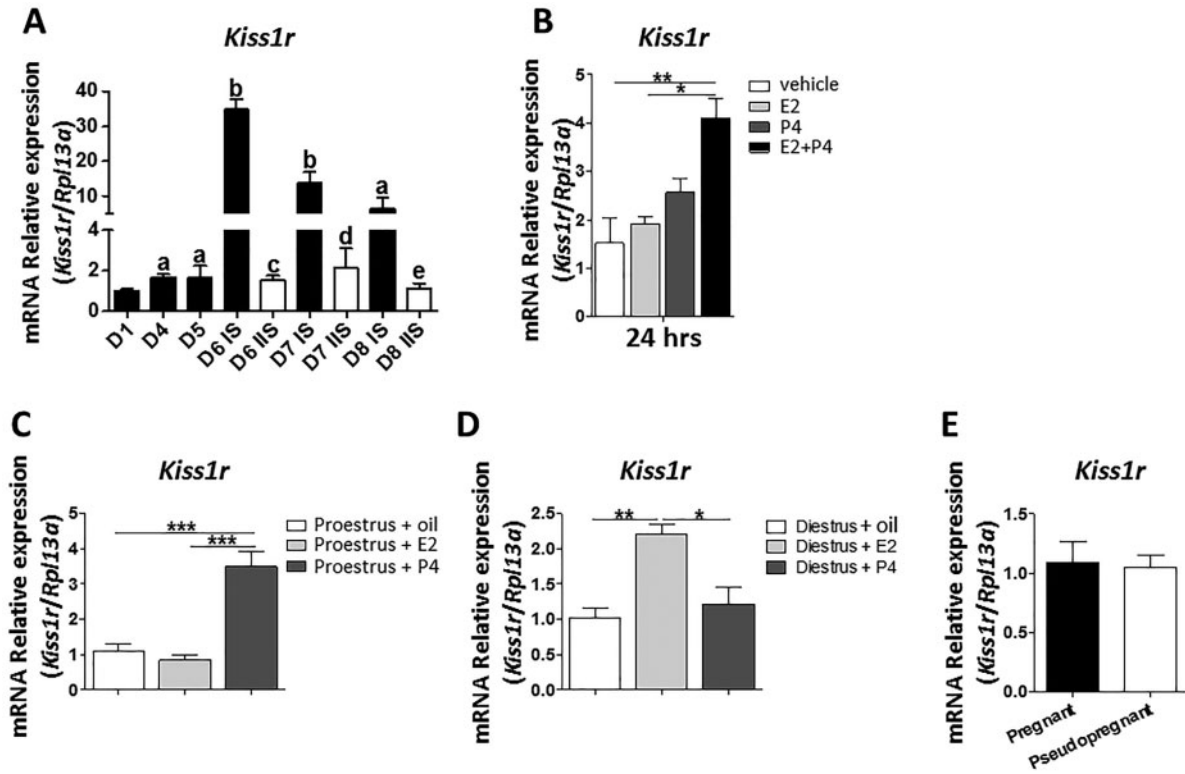 A
Kiss1r
mRNA Relative expression
(Kiss1r/Rpl13a)
40
30
20
10
4
2
0
a
a
b
c
b
d
a
e
D1
D4
D5
D6 IS
D6 IIS
D7 IS
D7 IIS
D8 IS
D8 IIS
B
Kiss1r
mRNA Relative expression
(Kiss1r/Rpl13a)
5
4
3
2
1
0
**
*
24 hrs
vehicle
E2
P4
E2+P4
C
Kiss1r
mRNA Relative expression
(Kiss1r/Rpl13a)
5
4
3
2
1
0
***
***
Proestrus + oil
Proestrus + E2
Proestrus + P4
D
Kiss1r
mRNA Relative expression
(Kiss1r/Rpl13a)
2.5
2.0
1.5
1.0
0.5
0.0
**
*
Diestrus + oil
Diestrus + E2
Diestrus + P4
E
Kiss1r
mRNA Relative expression
(Kiss1r/Rpl13a)
1.5
1.0
0.5
0.0
Pregnant
Pseudopregnant